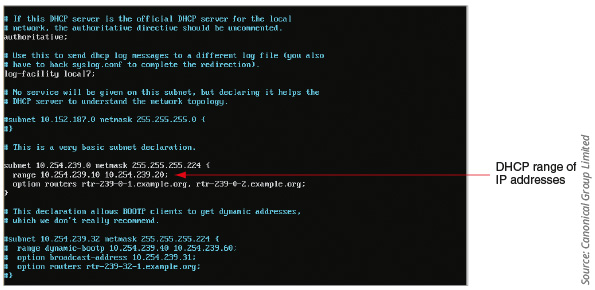 # If this DHCP server is the official DHCP server for the local
# network, the authoritative directive should be uncommented.
authoritative;
# Use this to send dhcp log messages to a different log file (you also
# have to hack syslog.conf to complete the redirection).
log-facility local7;
# No service will be given on this subnet, but declaring it helps the
# DHCP server to understand the network topology.
#subnet 10.152.187.0 netmask 255.255.255.0 {
#}
# This is a very basic subnet declaration.
subnet 10.254.239.0 netmask 255.255.255.224 {
range 10.254.239.10 10.254.239.20;
option routers rtr-239-0-1.example.org, rtr-239-0-2.example.org;
}
# This declaration allows BOOTP clients to get dynamic addresses,
# which we don't really recommend.
#subnet 10.254.239.32 netmask 255.255.255.224 {
# range dynamic-bootp 10.254.239.40 10.254.239.60;
# option broadcast-address 10.254.239.31;
# option routers rtr-239-32-1.example.org;
#}
DHCP range of
IP addresses
Source: Canonical Group Limited